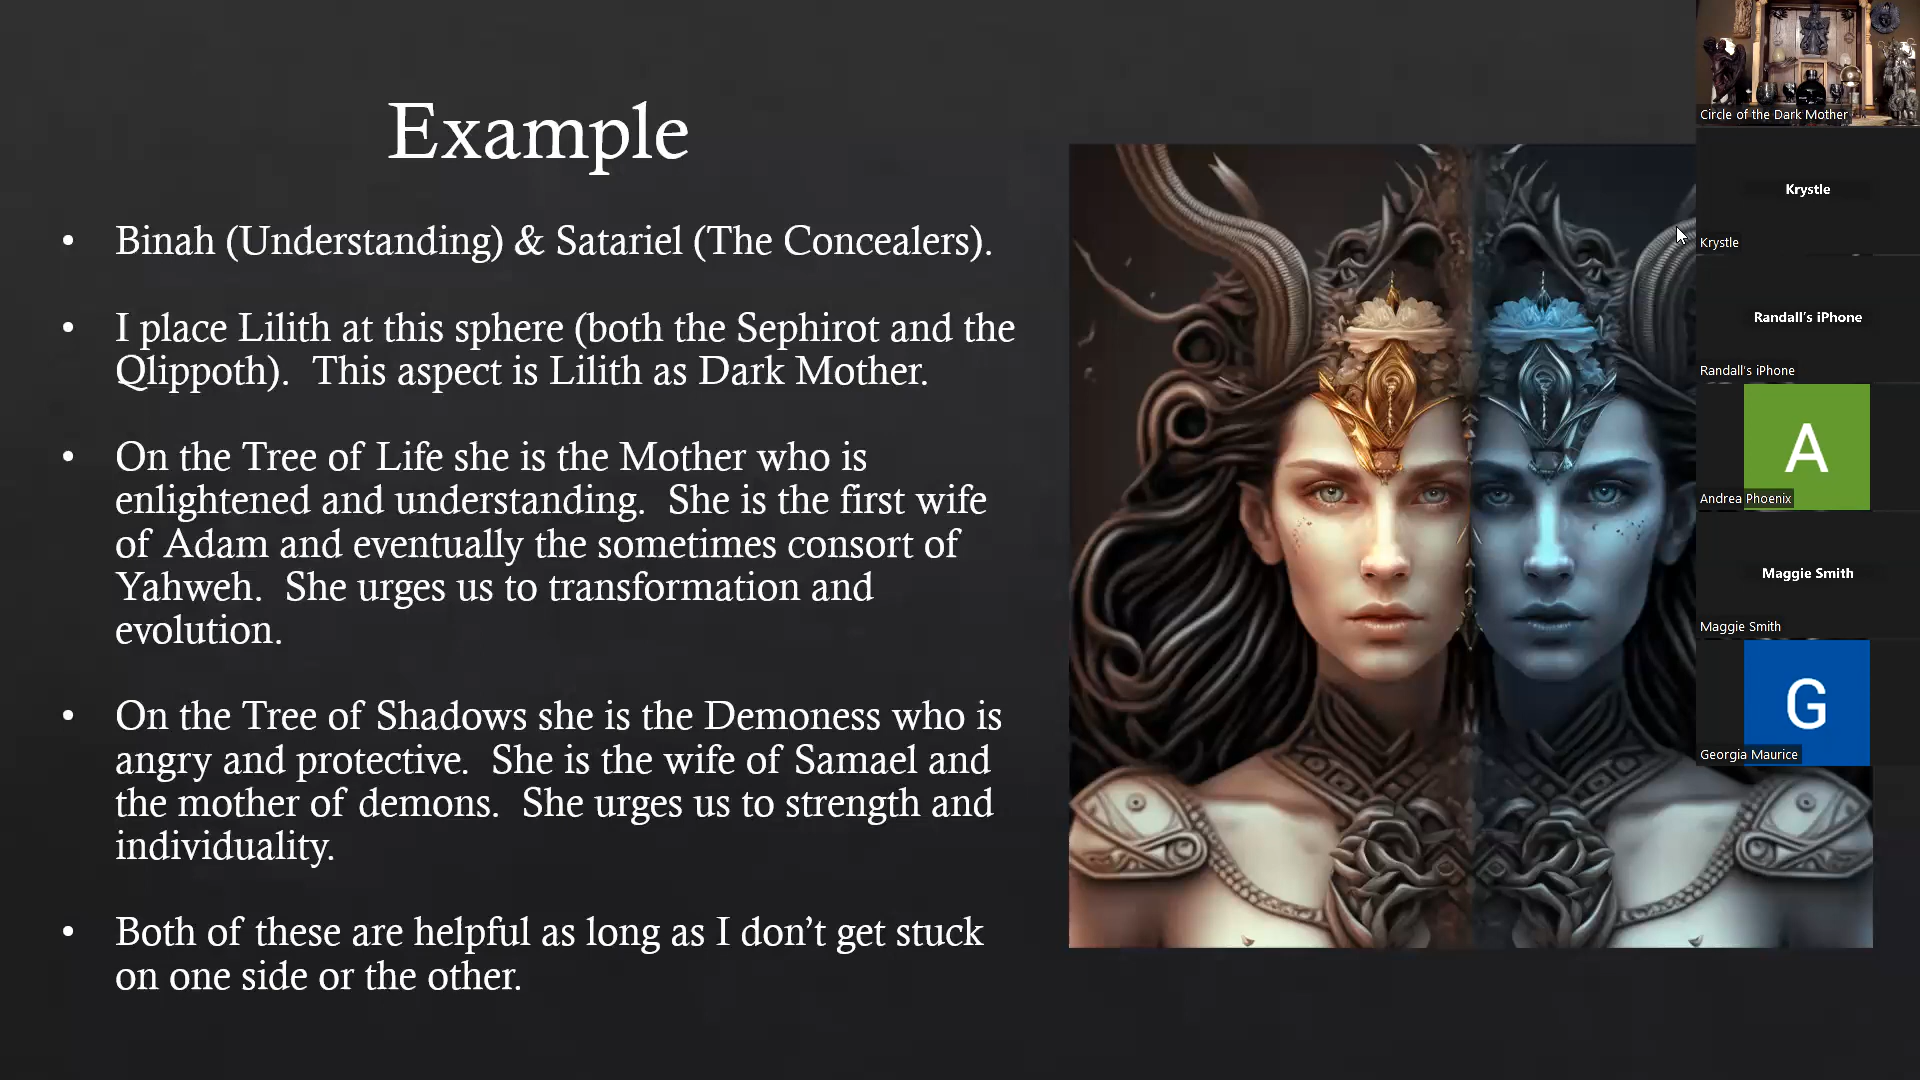 Example
• Binah (Understanding) & Satariel (The Concealers).
• I place Lilith at this sphere (both the Sephirot and the
Qlippoth).  This aspect is Lilith as Dark Mother.
• On the Tree of Life she is the Mother who is
enlightened and understanding.  She is the first wife
of Adam and eventually the sometimes consort of
Yahweh.  She urges us to transformation and
evolution.
• On the Tree of Shadows she is the Demoness who is
angry and protective.  She is the wife of Samael and
the mother of demons.  She urges us to strength and
individuality.
• Both of these are helpful as long as I don’t get stuck
on one side or the other.
Circle of the Dark Mother
Krystle
Krystle
Randall's iPhone
Randall's iPhone
A
Andrea Phoenix
Maggie Smith
Maggie Smith
G
Georgia Maurice